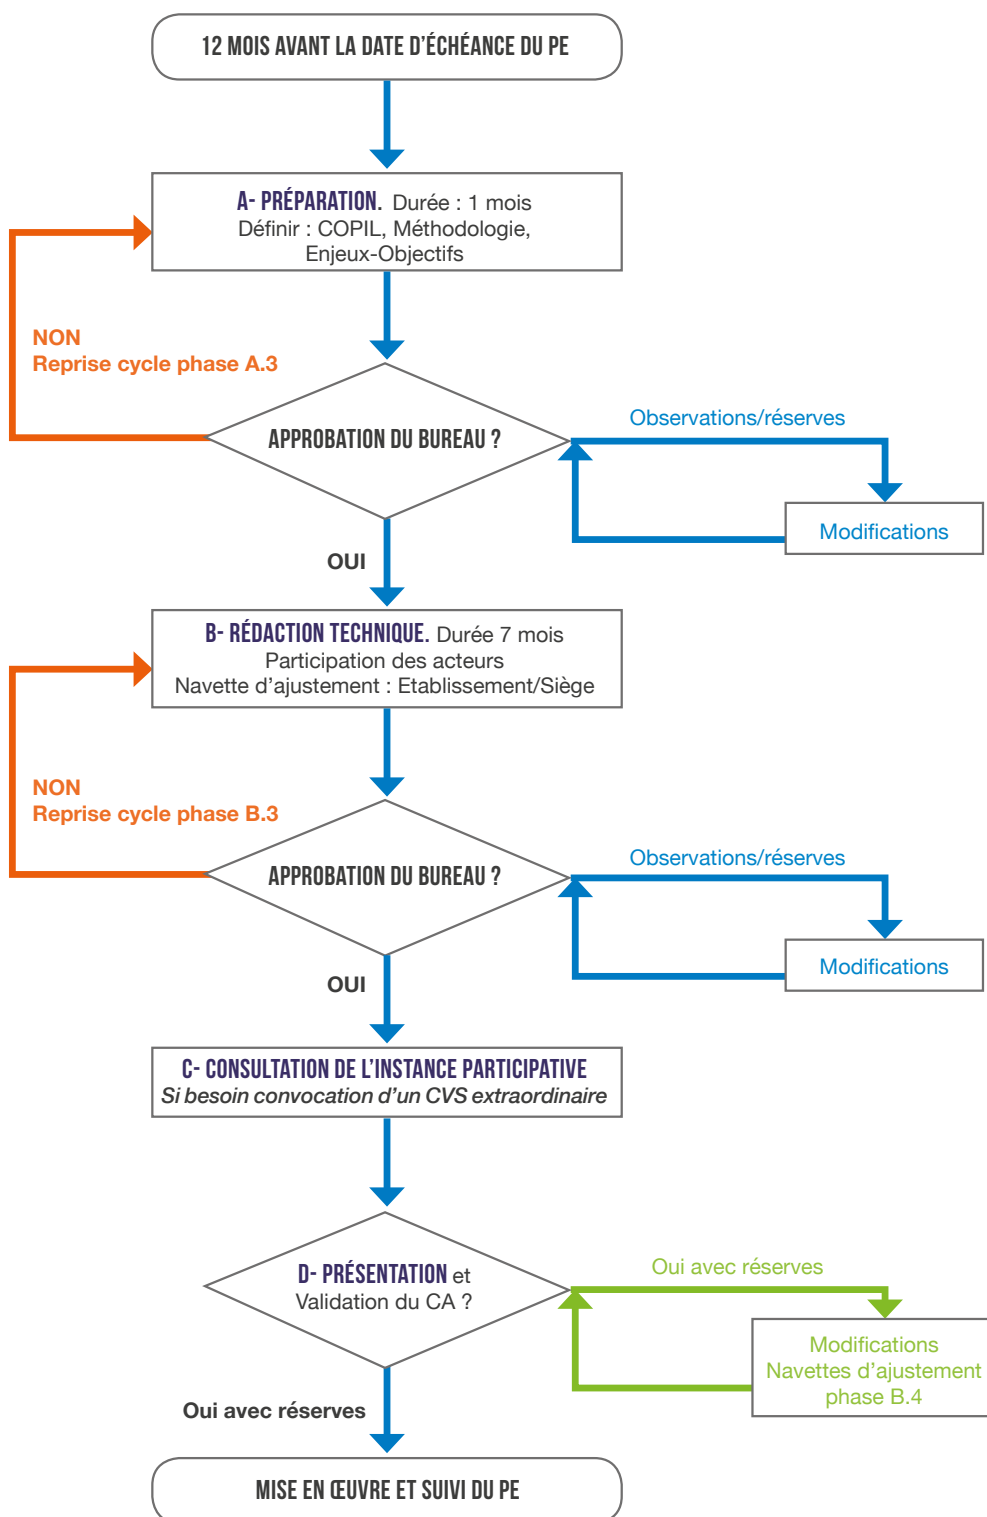 12 MOIS AVANT LA DATE D'ÉCHÉANCE DU PE
A- PRÉPARATION. Durée : 1 mois
Définir : COPIL, Méthodologie,
Enjeux-Objectifs
NON
Reprise cycle phase A.3
APPROBATION DU BUREAU ?
Observations/réserves
Modifications
OUI
B- RÉDACTION TECHNIQUE. Durée 7 mois
Participation des acteurs
Navette d'ajustement : Etablissement/Siège
NON
Reprise cycle phase B.3
APPROBATION DU BUREAU ?
Observations/réserves
Modifications
OUI
C- CONSULTATION DE L'INSTANCE PARTICIPATIVE
Si besoin convocation d'un CVS extraordinaire
D- PRÉSENTATION et
Validation du CA ?
Oui avec réserves
Modifications
Navettes d'ajustement
phase B.4
Oui avec réserves
MISE EN ŒUVRE ET SUIVI DU PE